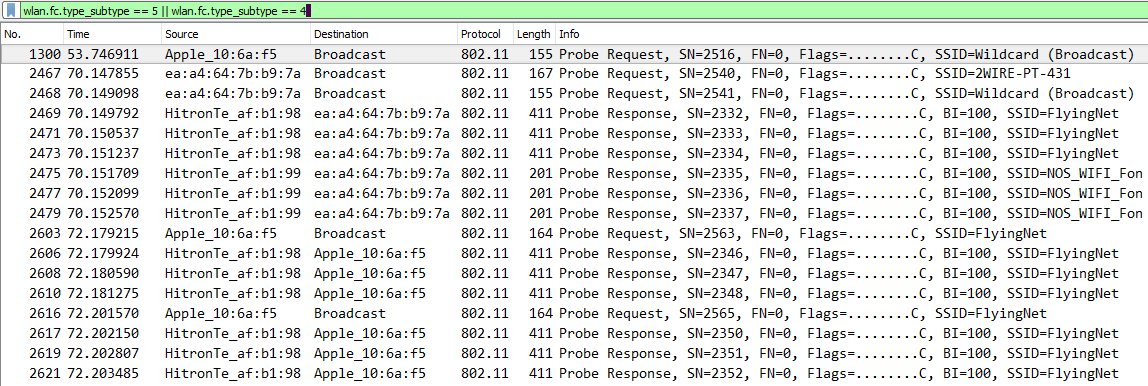 wlan.fc.type_subtype == 5 || wlan.fc.type_subtype == 4
No. Time Source Destination Protocol Length Info
1300 53.746911 Apple_10:6a:f5 Broadcast 802.11 155 Probe Request, SN=2516, FN=0, Flags=........C, SSID=Wildcard (Broadcast)
2467 70.147855 ea:a4:64:7b:b9:7a Broadcast 802.11 167 Probe Request, SN=2540, FN=0, Flags=........C, SSID=2WIRE-PT-431
2468 70.149098 ea:a4:64:7b:b9:7a Broadcast 802.11 155 Probe Request, SN=2541, FN=0, Flags=........C, SSID=Wildcard (Broadcast)
2469 70.149792 HitronTe_af:b1:98 ea:a4:64:7b:b9:7a 802.11 411 Probe Response, SN=2332, FN=0, Flags=........C, BI=100, SSID=FlyingNet
2471 70.150537 HitronTe_af:b1:98 ea:a4:64:7b:b9:7a 802.11 411 Probe Response, SN=2333, FN=0, Flags=........C, BI=100, SSID=FlyingNet
2473 70.151237 HitronTe_af:b1:98 ea:a4:64:7b:b9:7a 802.11 411 Probe Response, SN=2334, FN=0, Flags=........C, BI=100, SSID=FlyingNet
2475 70.151709 HitronTe_af:b1:99 ea:a4:64:7b:b9:7a 802.11 201 Probe Response, SN=2335, FN=0, Flags=........C, BI=100, SSID=NOS_WIFI_Fon
2477 70.152099 HitronTe_af:b1:99 ea:a4:64:7b:b9:7a 802.11 201 Probe Response, SN=2336, FN=0, Flags=........C, BI=100, SSID=NOS_WIFI_Fon
2479 70.152570 HitronTe_af:b1:99 ea:a4:64:7b:b9:7a 802.11 201 Probe Response, SN=2337, FN=0, Flags=........C, BI=100, SSID=NOS_WIFI_Fon
2603 72.179215 Apple_10:6a:f5 Broadcast 802.11 164 Probe Request, SN=2563, FN=0, Flags=........C, SSID=FlyingNet
2606 72.179924 HitronTe_af:b1:98 Apple_10:6a:f5 802.11 411 Probe Response, SN=2346, FN=0, Flags=........C, BI=100, SSID=FlyingNet
2608 72.180590 HitronTe_af:b1:98 Apple_10:6a:f5 802.11 411 Probe Response, SN=2347, FN=0, Flags=........C, BI=100, SSID=FlyingNet
2610 72.181275 HitronTe_af:b1:98 Apple_10:6a:f5 802.11 411 Probe Response, SN=2348, FN=0, Flags=........C, BI=100, SSID=FlyingNet
2616 72.201570 Apple_10:6a:f5 Broadcast 802.11 164 Probe Request, SN=2565, FN=0, Flags=........C, SSID=FlyingNet
2617 72.202150 HitronTe_af:b1:98 Apple_10:6a:f5 802.11 411 Probe Response, SN=2350, FN=0, Flags=........C, BI=100, SSID=FlyingNet
2619 72.202807 HitronTe_af:b1:98 Apple_10:6a:f5 802.11 411 Probe Response, SN=2351, FN=0, Flags=........C, BI=100, SSID=FlyingNet
2621 72.203485 HitronTe_af:b1:98 Apple_10:6a:f5 802.11 411 Probe Response, SN=2352, FN=0, Flags=........C, BI=100, SSID=FlyingNet